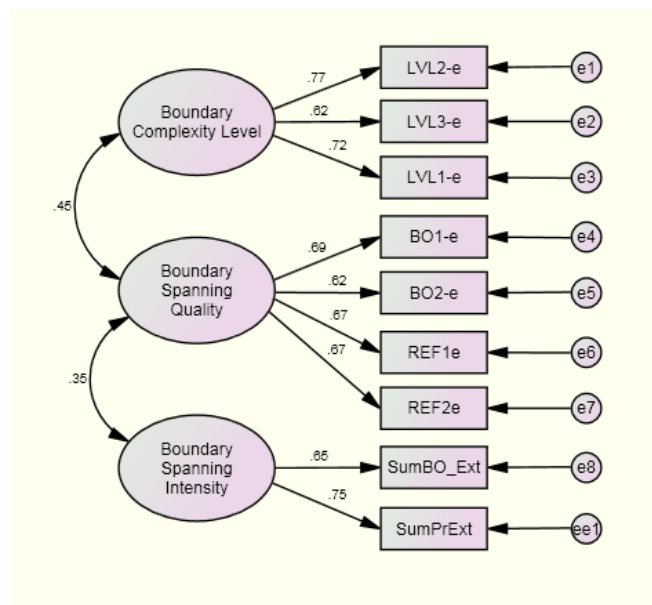 .77
LVL2-e
e1
Boundary
Complexity Level
.62
LVL3-e
e2
.72
LVL1-e
e3
.45
.69
BO1-e
e4
Boundary
Spanning
Quality
.62
BO2-e
e5
.67
REF1e
e6
.67
REF2e
e7
.35
Boundary
Spanning
Intensity
.65
SumBO_Ext
e8
.75
SumPrExt
ee1